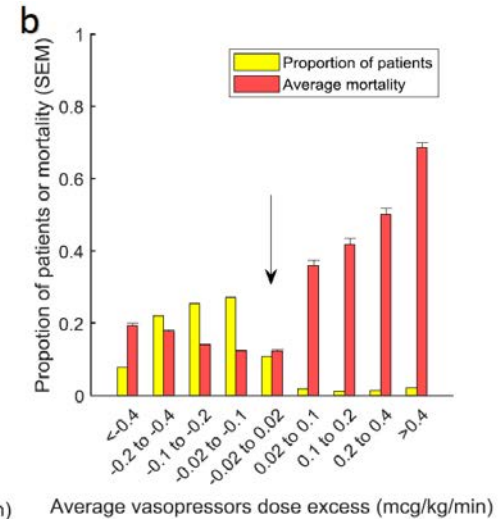 b
Propotion of patients or mortality (SEM)
1
0.8
0.6
0.4
0.2
0
Proportion of patients
Average mortality
<-0.4
-0.2 to -0.4
-0.1 to -0.2
-0.02 to -0.1
-0.02 to 0.02
0.02 to 0.1
0.1 to 0.2
0.2 to 0.4
>0.4
Average vasopressors dose excess (mcg/kg/min)